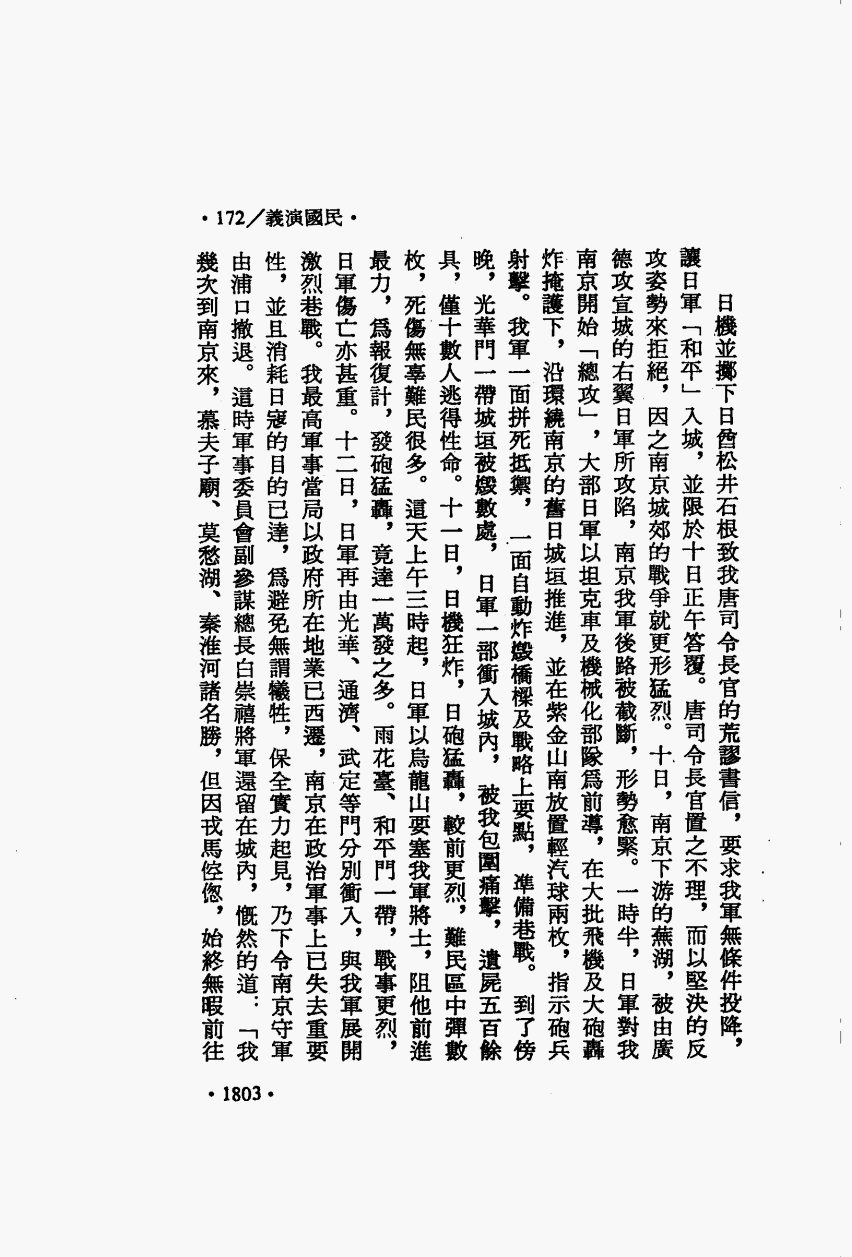 •172／義演國民•
日機並擲下日酋松井石根致我唐司令長官的荒謬書信，要求我軍無條件投降，
讓日軍「和平」入城，並限於十日正午答覆。唐司令長官置之不理，而以堅決的反
攻姿勢來拒絕，因之南京城郊的戰爭就更形猛烈。十日，南京下游的蕪湖，被由廣
德攻宣城的右翼日軍所攻陷，南京我軍後路被截斷，形勢愈緊。一時半，日軍對我
南京開始「總攻」，大部日軍以坦克車及機械化部隊爲前導，在大批飛機及大砲轟
炸掩護下，沿環繞南京的舊日城垣推進，並在紫金山南放置輕汽球兩枚，指示砲兵
射擊。我軍一面拼死抵禦，一面自動炸燬橋樑及戰略上要點，準備巷戰。到了傍
晚，光華門一帶城垣被燬數處，日軍一部衝入城內，被我包圍痛擊，遺屍五百餘
具，僅十數人逃得性命。十一日，日機狂炸，日砲猛轟，較前更烈，難民區中彈數
枚，死傷無辜難民很多。這天上午三時起，日軍以烏龍山要塞我軍將士，阻他前進
最力，爲報復計，發砲猛轟，竟達一萬發之多。雨花臺、和平門一帶，戰事更烈，
日軍傷亡亦甚重。十二日，日軍再由光華、通濟、武定等門分別衝入，與我軍展開
激烈巷戰。我最高軍事當局以政府所在地業已西遷，南京在政治軍事上已失去重要
性，並且消耗日寇的目的已達，爲避免無謂犧牲，保全實力起見，乃下令南京守軍
由浦口撤退。這時軍事委員會副參謀總長白崇禧將軍還留在城內，慨然的道：「我
幾次到南京來，慕夫子廟、莫愁湖、秦淮河諸名勝，但因戎馬倥傯，始終無暇前往
•1803•